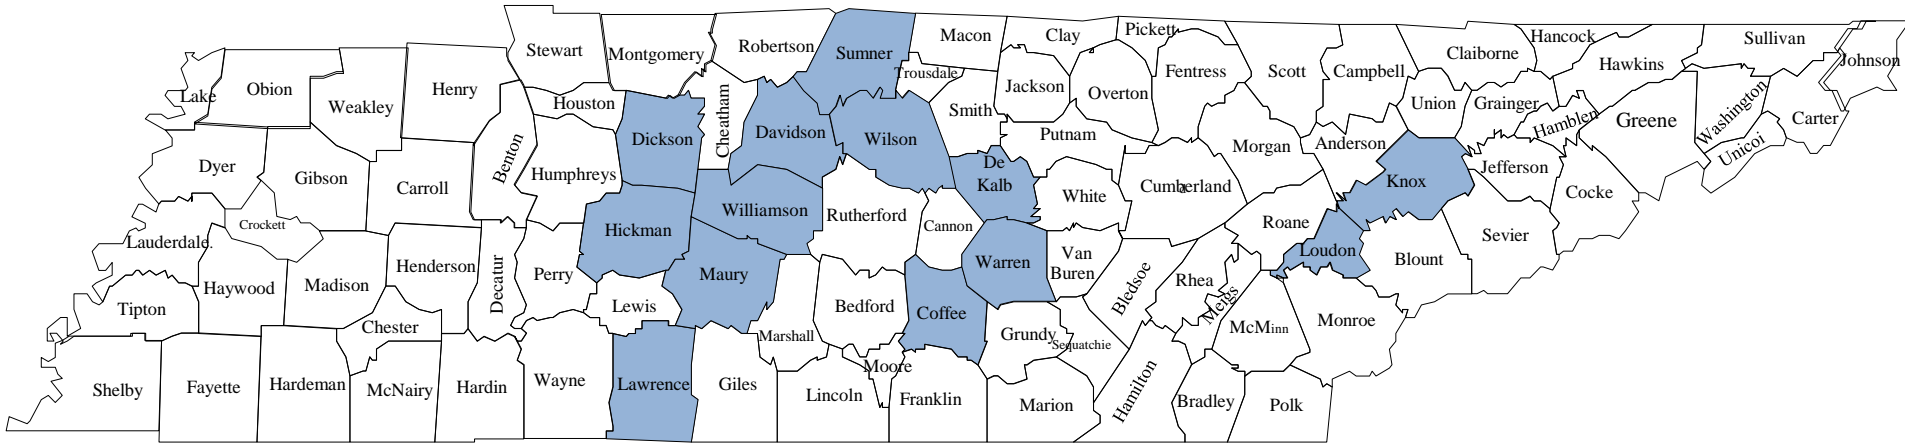 Lake
Obion
Weakley
Henry
Stewart
Montgomery
Robertson
Sumner
Macon
Clay
Pickett
Fentress
Scott
Campbell
Claiborne
Hancock
Hawkins
Sullivan
Johnson
Houston
Dickson
Cheatham
Davidson
Trousdale
Wilson
Smith
Jackson
Overton
Putnam
Morgan
Anderson
Union
Grainger
Hamblen
Greene
Washington
Unicoi
Carter
Dyer
Gibson
Carroll
Benton
Humphreys
Hickman
Williamson
Rutherford
Cannon
De
Kalb
White
Cumberland
Roane
Loudon
Knox
Jefferson
Cocke
Sevier
Blount
Crockett
Lauderdale.
Haywood
Madison
Henderson
Decatur
Perry
Lewis
Maury
Bedford
Coffee
Warren
Van
Buren
Bledsoe
Rhea
Meigs
McMinn
Monroe
Tipton
Chester
Marshall
Moore
Grundy
Sequatchie
Shelby
Fayette
Hardeman
McNairy
Hardin
Wayne
Lawrence
Giles
Lincoln
Franklin
Marion
Hamilton
Bradley
Polk